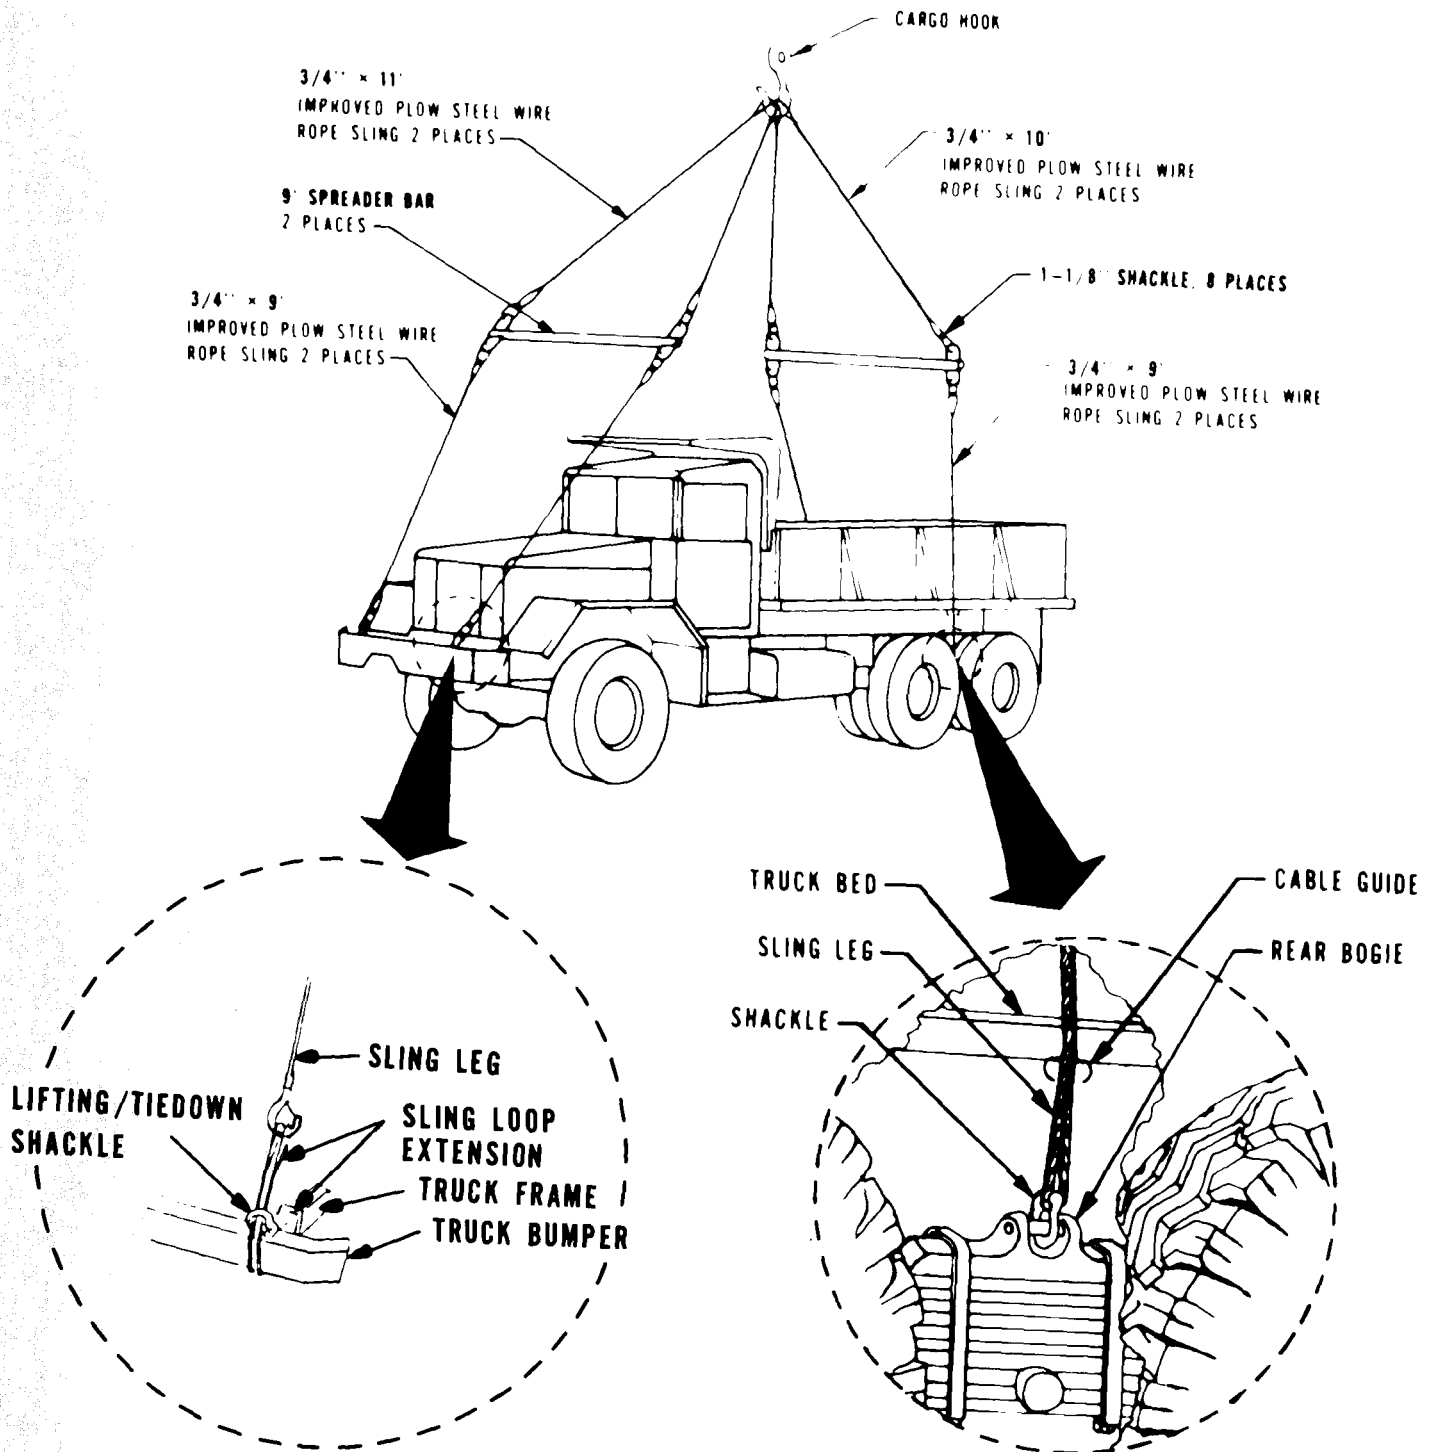 CARGO HOOK
3/4'' × 11'
IMPROVED PLOW STEEL WIRE
ROPE SLING 2 PLACES
3/4'' × 10'
IMPROVED PLOW STEEL WIRE
ROPE SLING 2 PLACES
9' SPREADER BAR
2 PLACES
1-1/8'' SHACKLE, 8 PLACES
3/4'' × 9'
IMPROVED PLOW STEEL WIRE
ROPE SLING 2 PLACES
3/4'' × 9'
IMPROVED PLOW STEEL WIRE
ROPE SLING 2 PLACES
SLING LEG
LIFTING/TIEDOWN
SHACKLE
SLING LOOP
EXTENSION
TRUCK FRAME
TRUCK BUMPER
TRUCK BED
CABLE GUIDE
SLING LEG
REAR BOGIE
SHACKLE